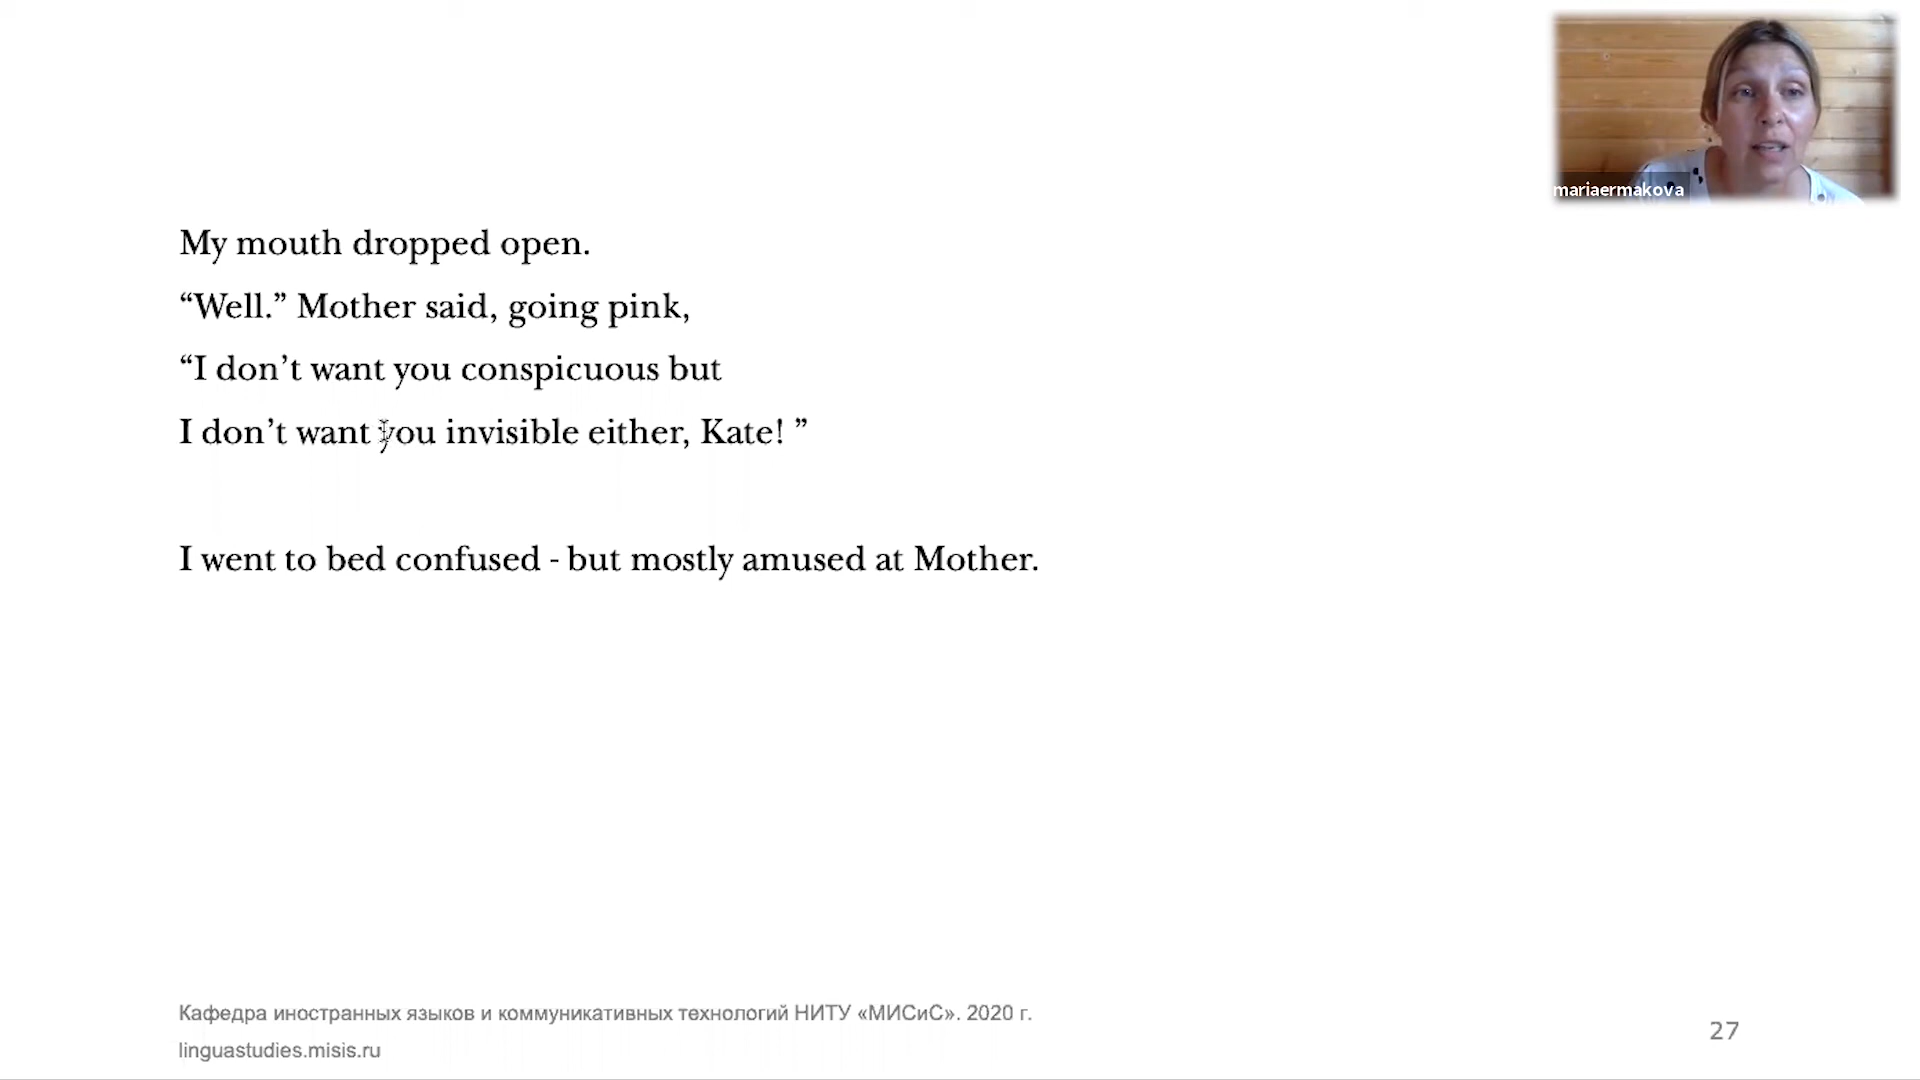 mariaermakova
My mouth dropped open.
“Well.” Mother said, going pink,
“I don’t want you conspicuous but
I don’t want you invisible either, Kate! ”
I went to bed confused - but mostly amused at Mother.
Кафедра иностранных языков и коммуникативных технологий НИТУ «МИСиС». 2020 г.
linguastudies.misis.ru
27